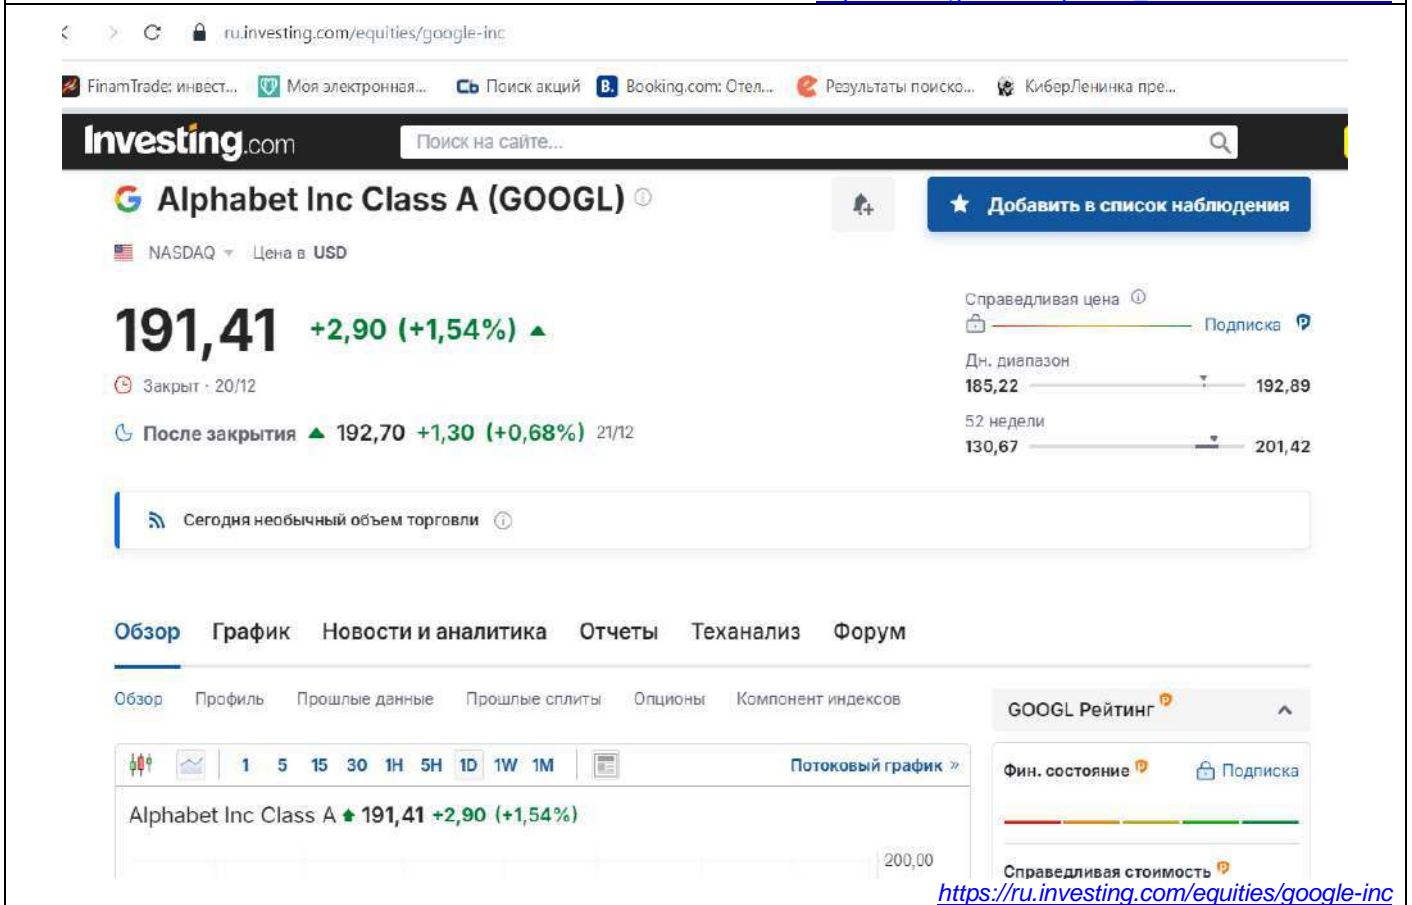 ru.investing.com/equities/google-inc
FinamTrade: инвест... Моя электронная... Сb Поиск акций B. Booking.com: Отел... Результаты поиско... КиберЛенинка пре...
Investing.com Поиск на сайте...
Alphabet Inc Class A (GOOGL)
Добавить в список наблюдения
NASDAQ Цена в USD
191,41 +2,90 (+1,54%)
Справедливая цена
Подписка
Дн. диапазон
185,22 192,89
Закрыт · 20/12
После закрытия 192,70 +1,30 (+0,68%) 21/12
52 недели
130,67 201,42
Сегодня необычный объем торговли
Обзор График Новости и аналитика Отчеты Теханализ Форум
Обзор Профиль Прошлые данные Прошлые сплиты Опционы Компонент индексов
GOOGL Рейтинг
1 5 15 30 1H 5H 1D 1W 1M Потоковый график »
Фин. состояние Подписка
Alphabet Inc Class A 191,41 +2,90 (+1,54%)
200,00
Справедливая стоимость
https://ru.investing.com/equities/google-inc